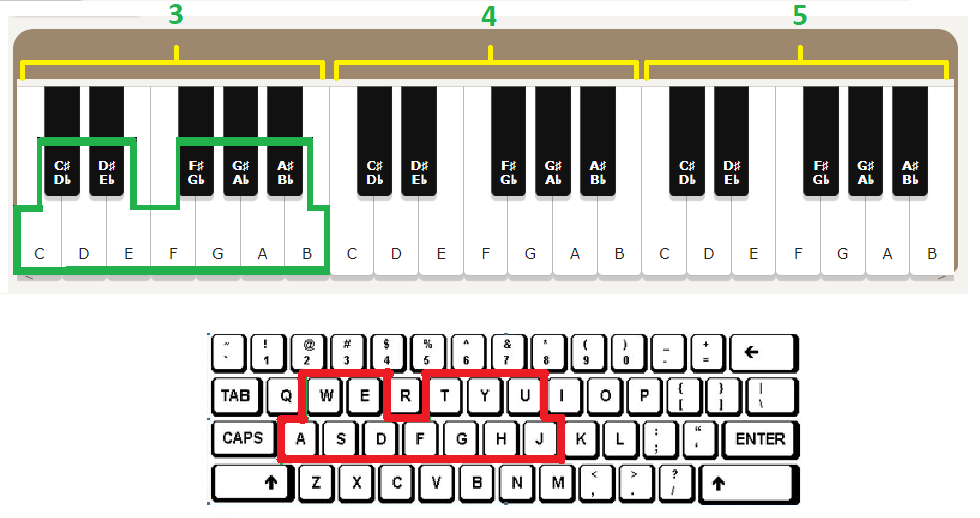 3 4 5
C♯ D♯ F♯ G♯ A♯ C♯ D♯ F♯ G♯ A♯ C♯ D♯ F♯ G♯ A♯
D♭ E♭ G♭ A♭ B♭ D♭ E♭ G♭ A♭ B♭ D♭ E♭ G♭ A♭ B♭
C D E F G A B C D E F G A B C D E F G A B
~ ! @ # $ % ^ & * ( ) _ +
` 1 2 3 4 5 6 7 8 9 0 - = ←
TAB Q W E R T Y U I O P { } |
[ ] \
CAPS A S D F G H J K L : “ ENTER
; ‘
⬆ Z X C V B N M < > ? ⬆
, . /